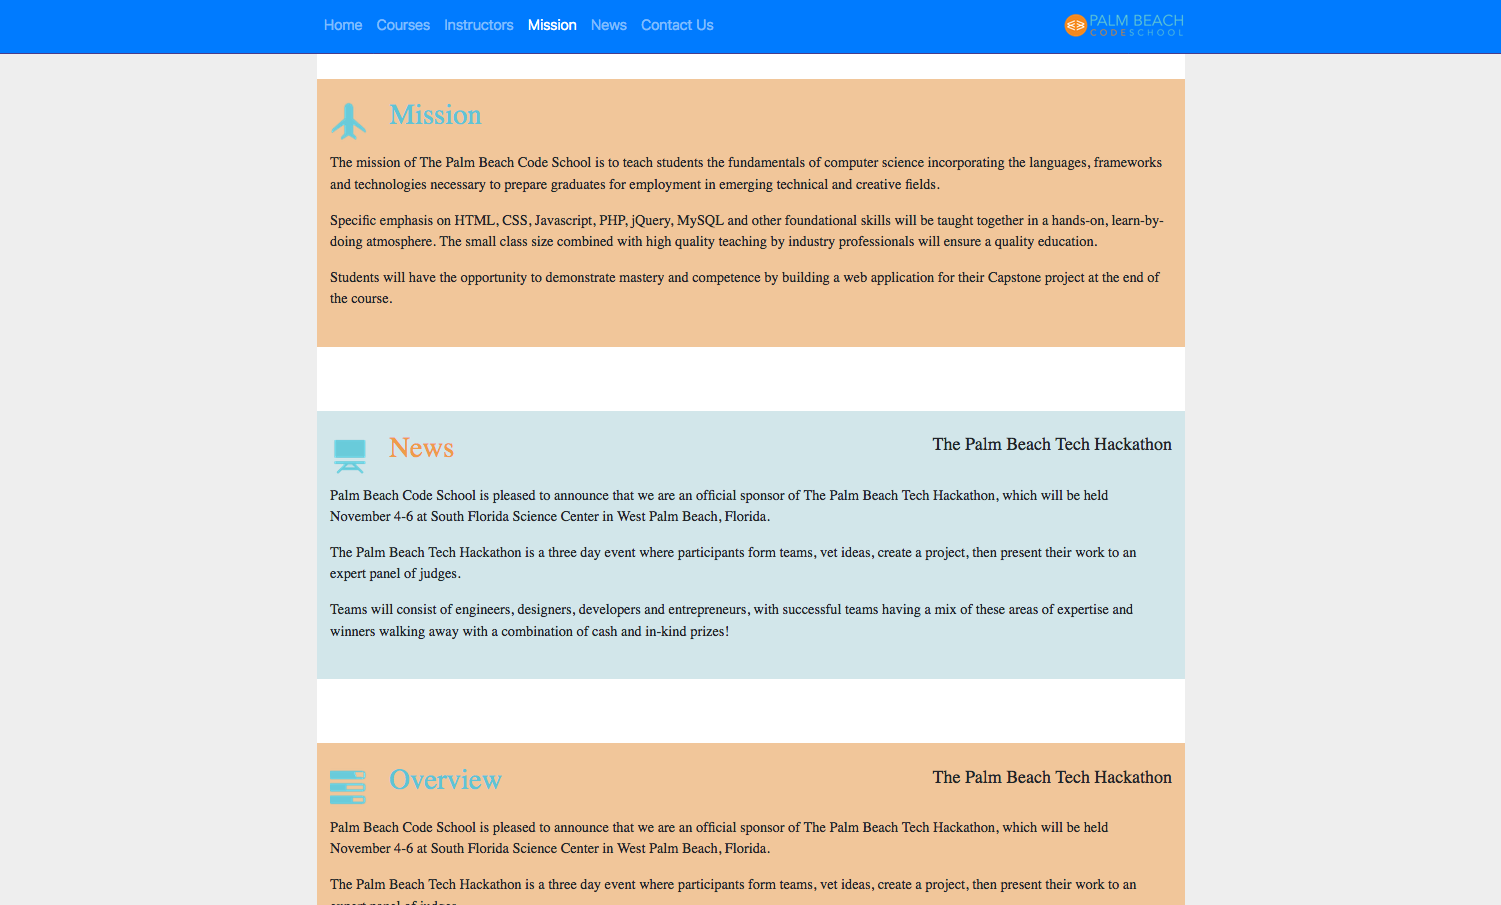 Home Courses Instructors Mission News Contact Us
PALM BEACH
CODESCHOOL
Mission
The mission of The Palm Beach Code School is to teach students the fundamentals of computer science incorporating the languages, frameworks
and technologies necessary to prepare graduates for employment in emerging technical and creative fields.
Specific emphasis on HTML, CSS, Javascript, PHP, jQuery, MySQL and other foundational skills will be taught together in a hands-on, learn-by-
doing atmosphere. The small class size combined with high quality teaching by industry professionals will ensure a quality education.
Students will have the opportunity to demonstrate mastery and competence by building a web application for their Capstone project at the end of
the course.
News
The Palm Beach Tech Hackathon
Palm Beach Code School is pleased to announce that we are an official sponsor of The Palm Beach Tech Hackathon, which will be held
November 4-6 at South Florida Science Center in West Palm Beach, Florida.
The Palm Beach Tech Hackathon is a three day event where participants form teams, vet ideas, create a project, then present their work to an
expert panel of judges.
Teams will consist of engineers, designers, developers and entrepreneurs, with successful teams having a mix of these areas of expertise and
winners walking away with a combination of cash and in-kind prizes!
Overview
The Palm Beach Tech Hackathon
Palm Beach Code School is pleased to announce that we are an official sponsor of The Palm Beach Tech Hackathon, which will be held
November 4-6 at South Florida Science Center in West Palm Beach, Florida.
The Palm Beach Tech Hackathon is a three day event where participants form teams, vet ideas, create a project, then present their work to an
expert panel of judges.